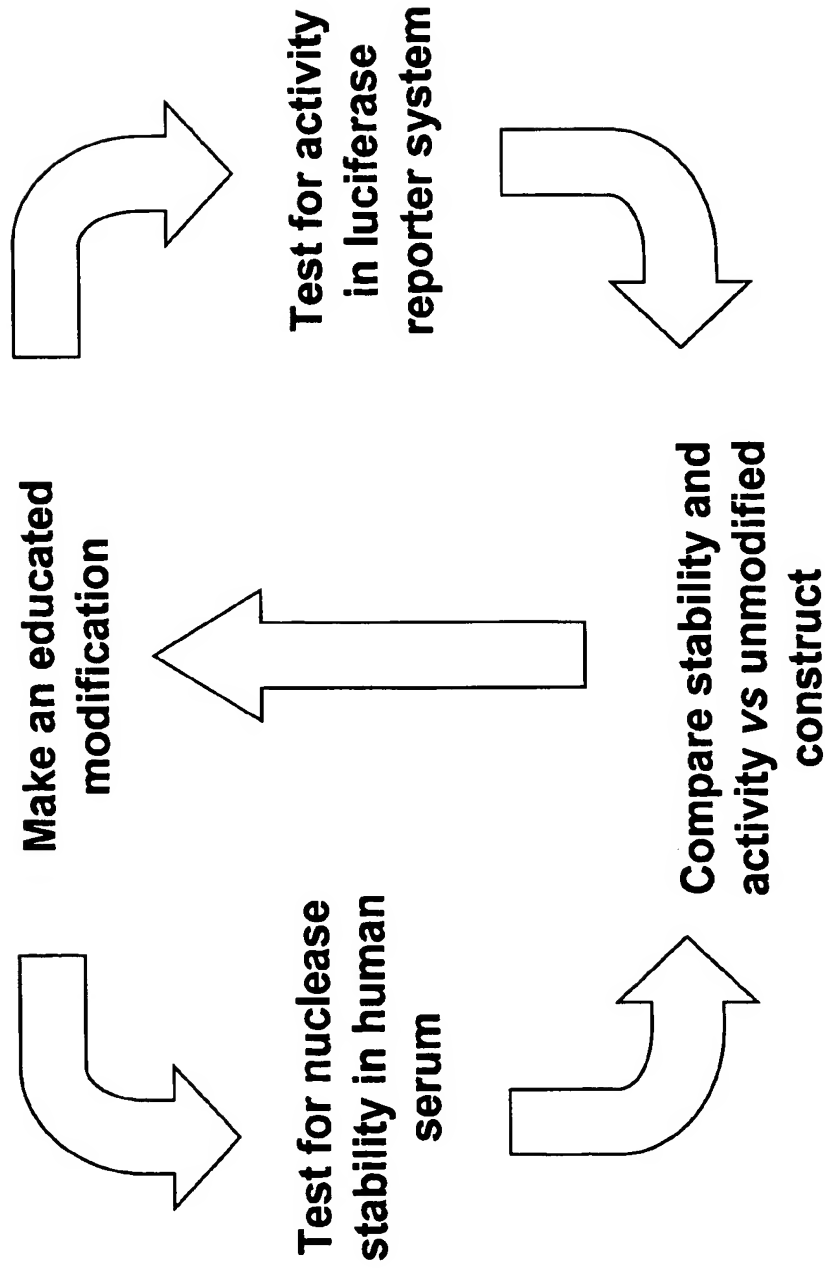 Make an educated
modification
Test for nuclease
stability in human
serum
Test for activity
in luciferase
reporter system
Compare stability and
activity vs unmodified
construct